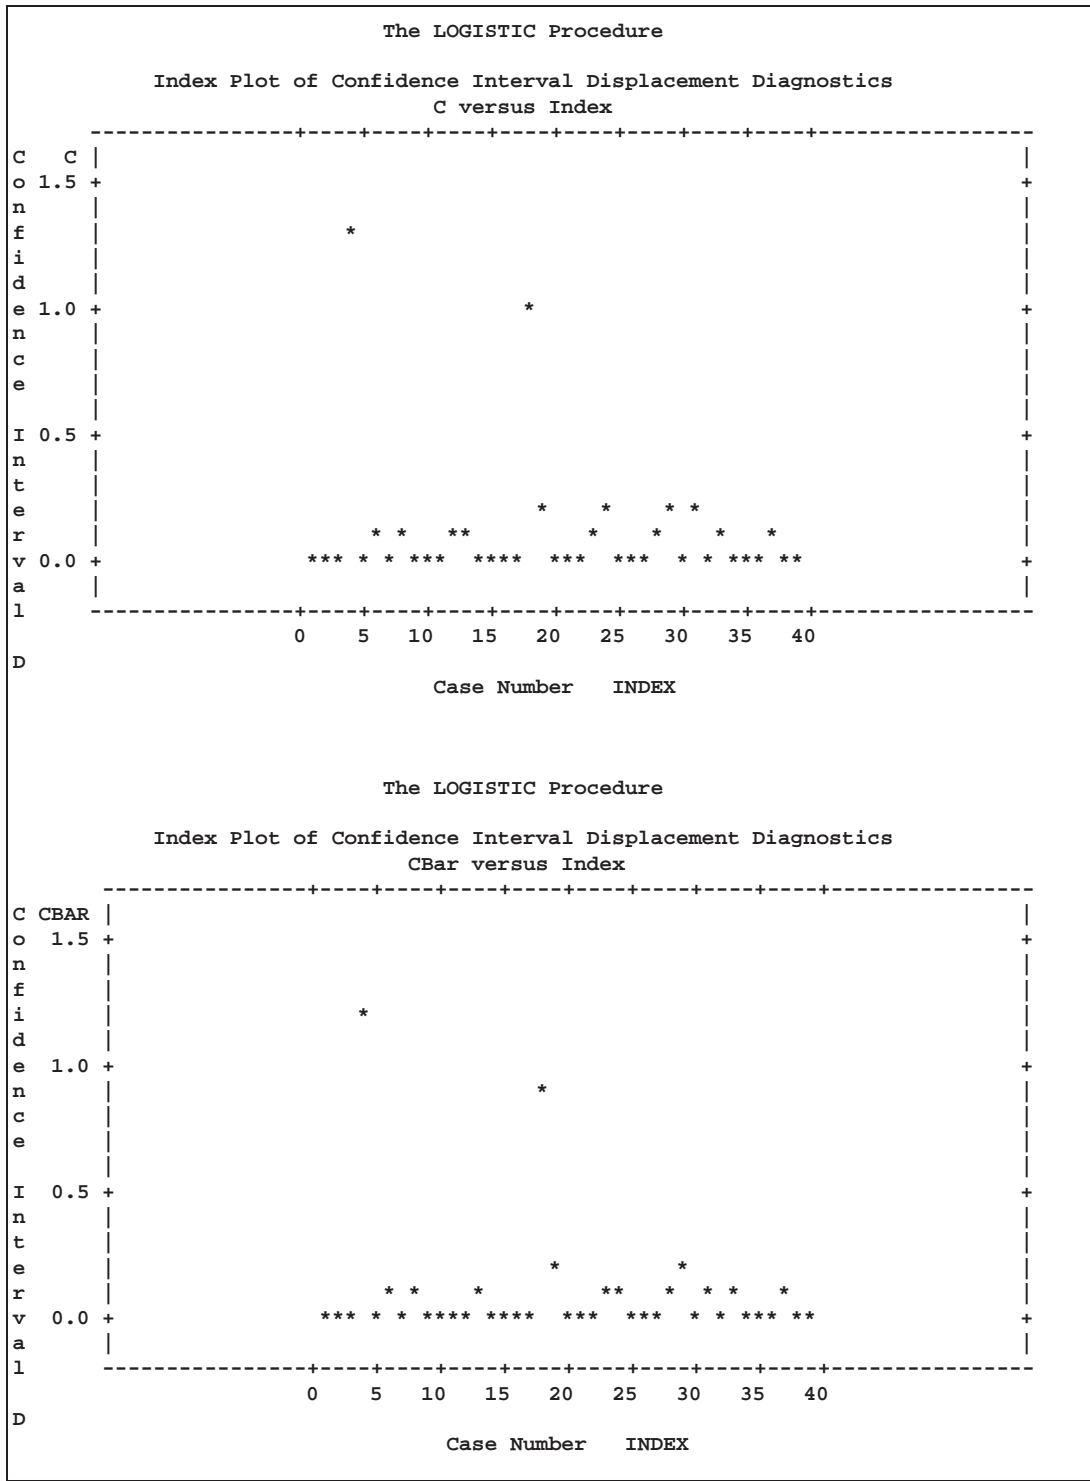 The LOGISTIC Procedure
Index Plot of Confidence Interval Displacement Diagnostics
C versus Index
----------------+----+----+----+----+----+----+----+----+-----------------
C   C |                                                                        |
o 1.5 +                                                                        +
n     |                                                                        |
f     |                   *                                                    |
i     |                                                                        |
d     |                                                                        |
e 1.0 +                                 *                                      +
n     |                                                                        |
c     |                                                                        |
e     |                                                                        |
      |                                                                        |
I 0.5 +                                                                        +
n     |                                                                        |
t     |                                                                        |
e     |                                  *    *    * *                         |
r     |                     * *   **         *    *    *   *                   |
v 0.0 +                *** * * *** **** *** *** * * *** **                     +
a     |                                                                        |
l     ----------------+----+----+----+----+----+----+----+----+-----------------
0 5 10 15 20 25 30 35 40
D
Case Number INDEX
The LOGISTIC Procedure
Index Plot of Confidence Interval Displacement Diagnostics
CBar versus Index
----------------+----+----+----+----+----+----+----+----+----------------
C CBAR |                                                                       |
o  1.5 +                                                                       +
n      |                                                                       |
f      |                                                                       |
i      |                   *                                                   |
d      |                                                                       |
e  1.0 +                                                                       +
n      |                                 *                                     |
c      |                                                                       |
e      |                                                                       |
       |                                                                       |
I  0.5 +                                                                       +
n      |                                                                       |
t      |                                                                       |
e      |                                  *         *                          |
r      |                     * *    *         **   *  * *   *                  |
v  0.0 +                *** * * **** **** *** *** * * *** **                   +
a      |                                                                       |
l      ----------------+----+----+----+----+----+----+----+----+----------------
0 5 10 15 20 25 30 35 40
D
Case Number INDEX